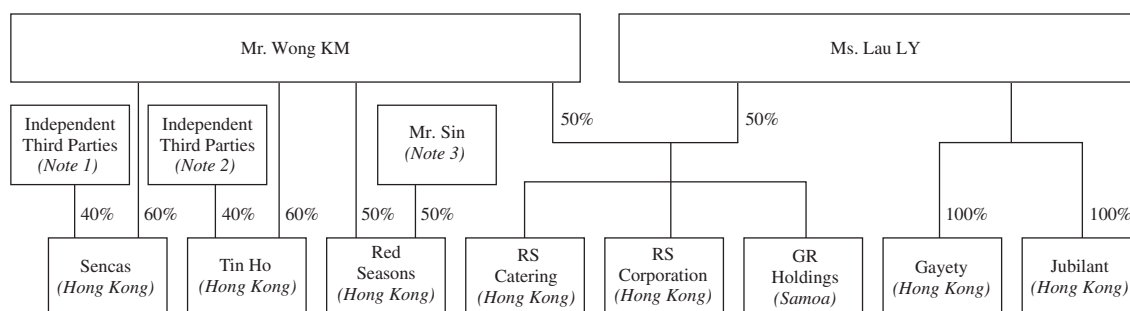 Mr. Wong KM
Ms. Lau LY
Independent
Third Parties
(Note 1)
Independent
Third Parties
(Note 2)
Mr. Sin
(Note 3)
50%
50%
40%
60%
40%
60%
50%
50%
100%
100%
Sencas
(Hong Kong)
Tin Ho
(Hong Kong)
Red
Seasons
(Hong Kong)
RS
Catering
(Hong Kong)
RS
Corporation
(Hong Kong)
GR
Holdings
(Samoa)
Gayety
(Hong Kong)
Jubilant
(Hong Kong)